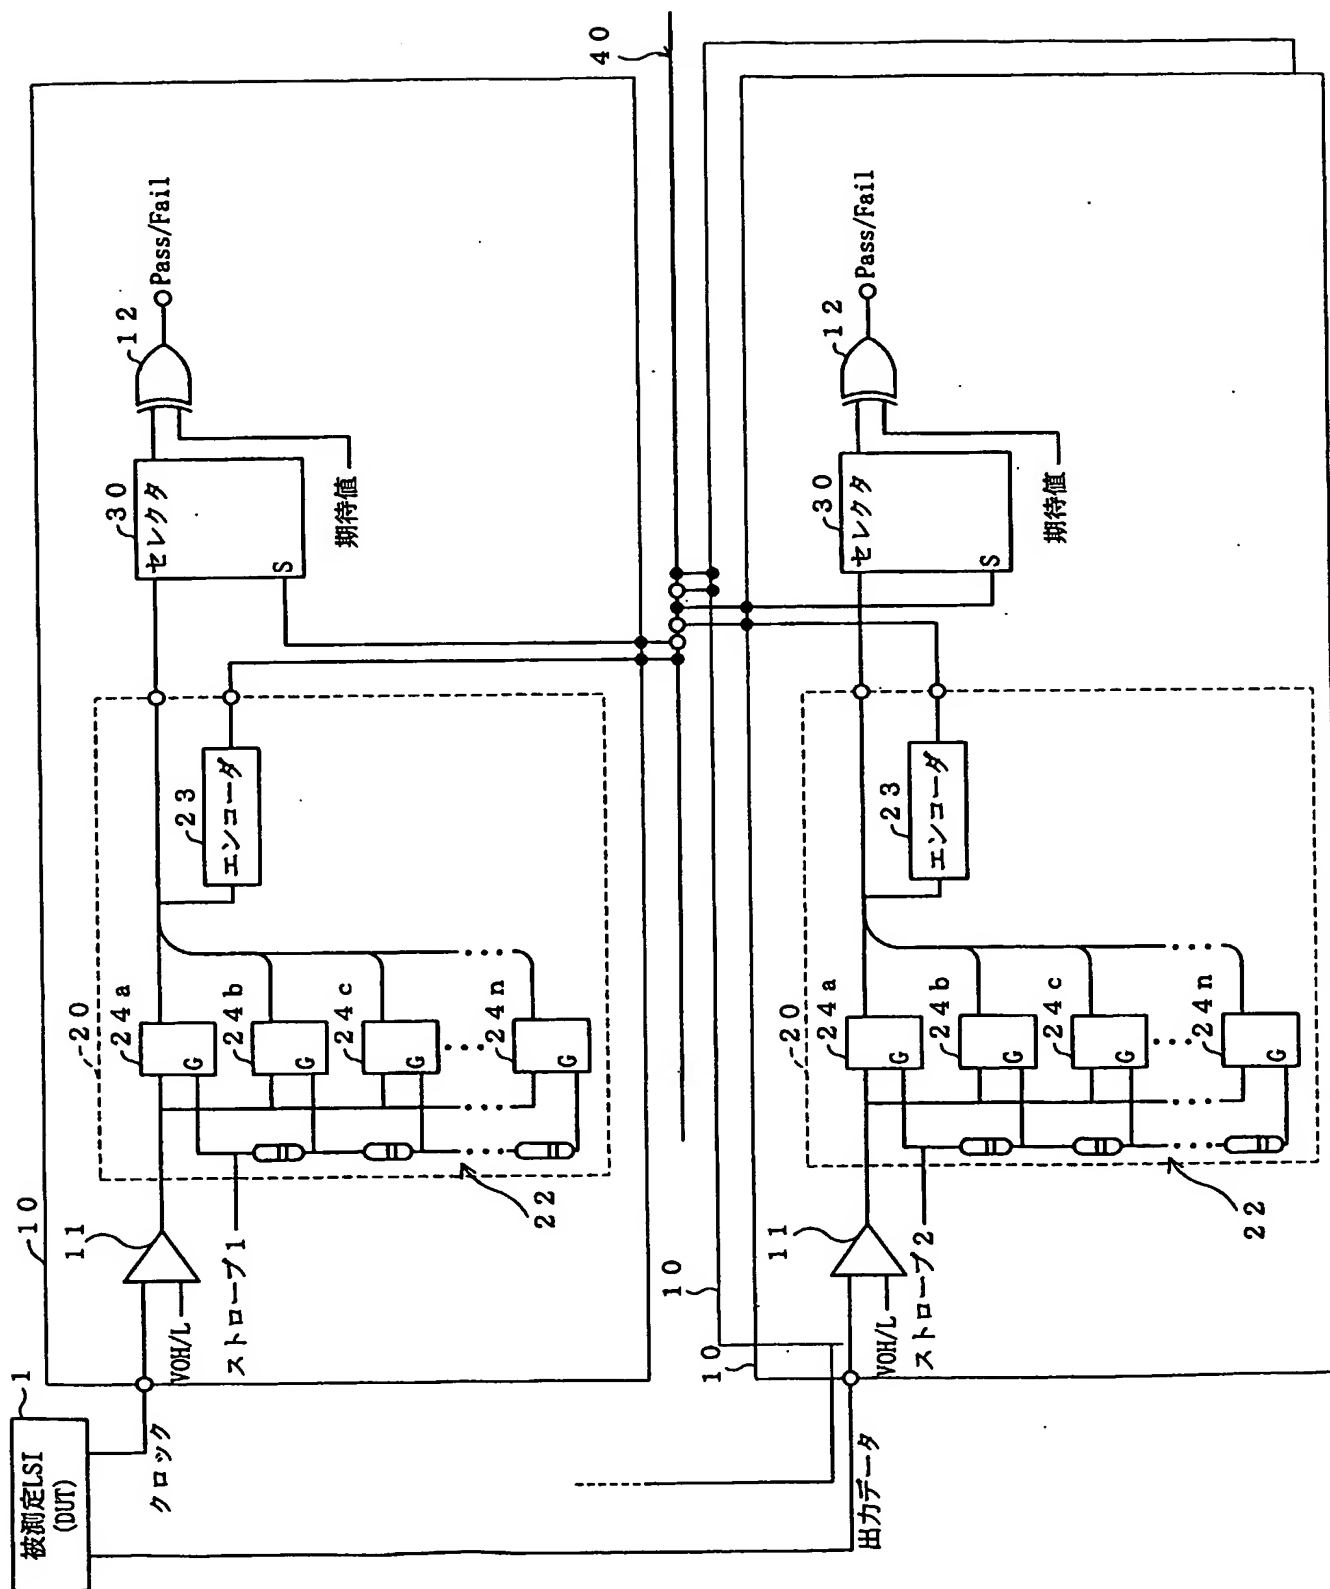 被測定LSI
(DUT)
1
クロック
出力データ
10
11
VOH/L
ストローブ1
20
24a
G
24b
G
24c
G
24n
G
22
23
エンコーダ
30
セレクタ
S
期待値
12
Pass/Fail
40
10
10
11
VOH/L
ストローブ2
20
24a
G
24b
G
24c
G
24n
G
22
23
エンコーダ
30
セレクタ
S
期待値
12
Pass/Fail